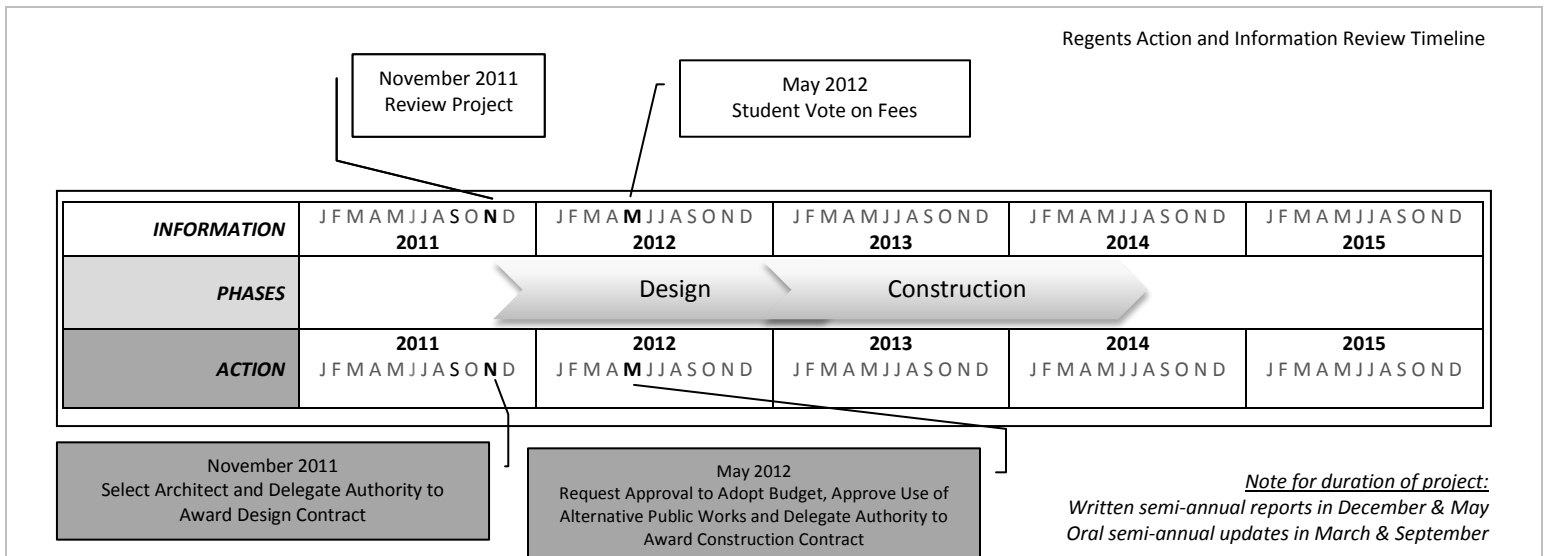 Regents Action and Information Review Timeline
November 2011
Review Project
May 2012
Student Vote on Fees
INFORMATION
J F M A M J J A S O N D
2011
J F M A M J J A S O N D
2012
J F M A M J J A S O N D
2013
J F M A M J J A S O N D
2014
J F M A M J J A S O N D
2015
PHASES
Design
Construction
ACTION
2011
J F M A M J J A S O N D
2012
J F M A M J J A S O N D
2013
J F M A M J J A S O N D
2014
J F M A M J J A S O N D
2015
J F M A M J J A S O N D
November 2011
Select Architect and Delegate Authority to
Award Design Contract
May 2012
Request Approval to Adopt Budget, Approve Use of
Alternative Public Works and Delegate Authority to
Award Construction Contract
Note for duration of project:
Written semi-annual reports in December & May
Oral semi-annual updates in March & September